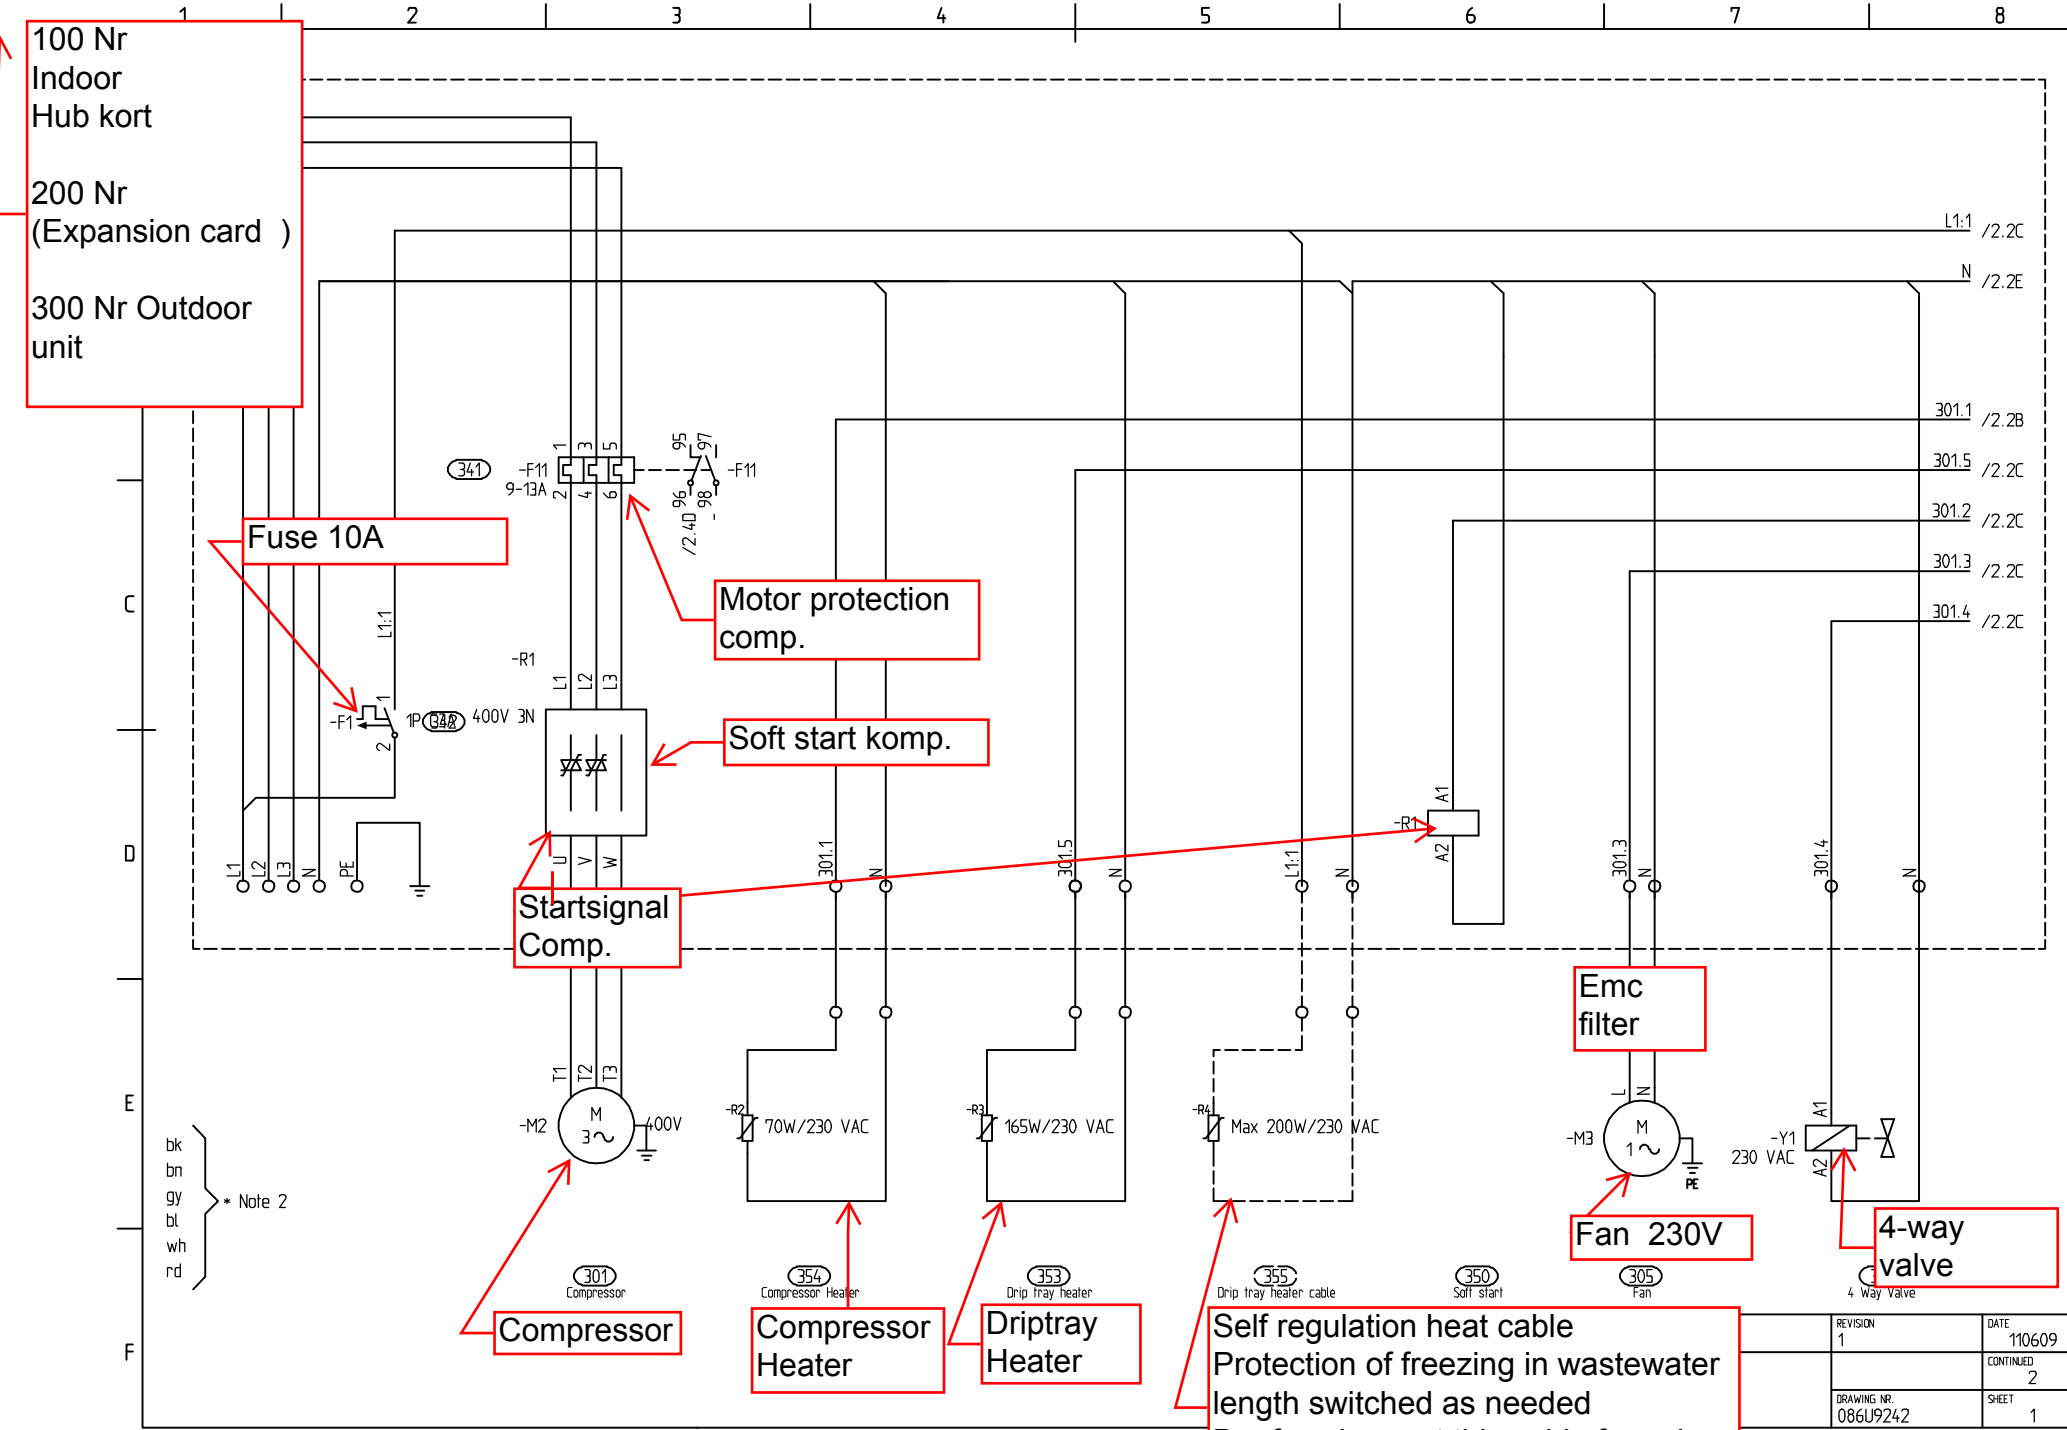 1 2 3 4 5 6 7 8
100 Nr
Indoor
Hub kort
200 Nr
(Expansion card )
300 Nr Outdoor
unit
L1:1 /2.2C
N /2.2E
301.1 /2.2B
301.5 /2.2C
301.2 /2.2C
301.3 /2.2C
301.4 /2.2C
341
-F11
9-13A
1 3 5
2 4 6
95 97
96 98
/2.4D
-
-F11
Fuse 10A
C
L1:1
Motor protection
comp.
-R1
L1 L2 L3
-F1
1
2
1P
400V 3N
Soft start komp.
D
L1 L2 L3 N PE
U V W
Startsignal
Comp.
301.1 N
301.5 N
L1:1 N
-R1
A1
A2
301.3 N
301.4 N
Emc
filter
E
T1 T2 T3
-M2
M
3
400V
-R2
70W/230 VAC
-R3
165W/230 VAC
-R4
Max 200W/230 VAC
L N
-M3
M
1
PE
-Y1
230 VAC
A1
A2
bk
bn
gy
bl
wh
rd
* Note 2
Fan 230V
4-way
valve
301
Compressor
354
Compressor Heater
353
Drip tray heater
355
Drip tray heater cable
350
Soft start
305
Fan
4 Way Valve
F
Compressor
Compressor
Heater
Driptray
Heater
Self regulation heat cable
Protection of freezing in wastewater
length switched as needed
REVISION
1
DATE
110609
CONTINUED
2
DRAWING NR.
086U9242
SHEET
1